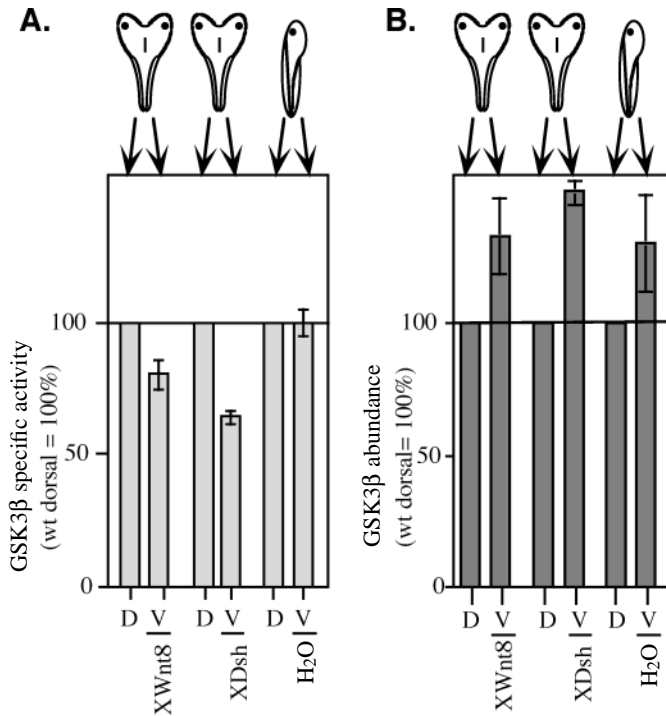 A.
100
50
0
GSK3β specific activity
(wt dorsal = 100%)
D V D V D V
XWnt8 XDsh H₂O
B.
100
50
0
GSK3β abundance
(wt dorsal= 100%)
D V D V D V
XWnt8 XDsh H₂O